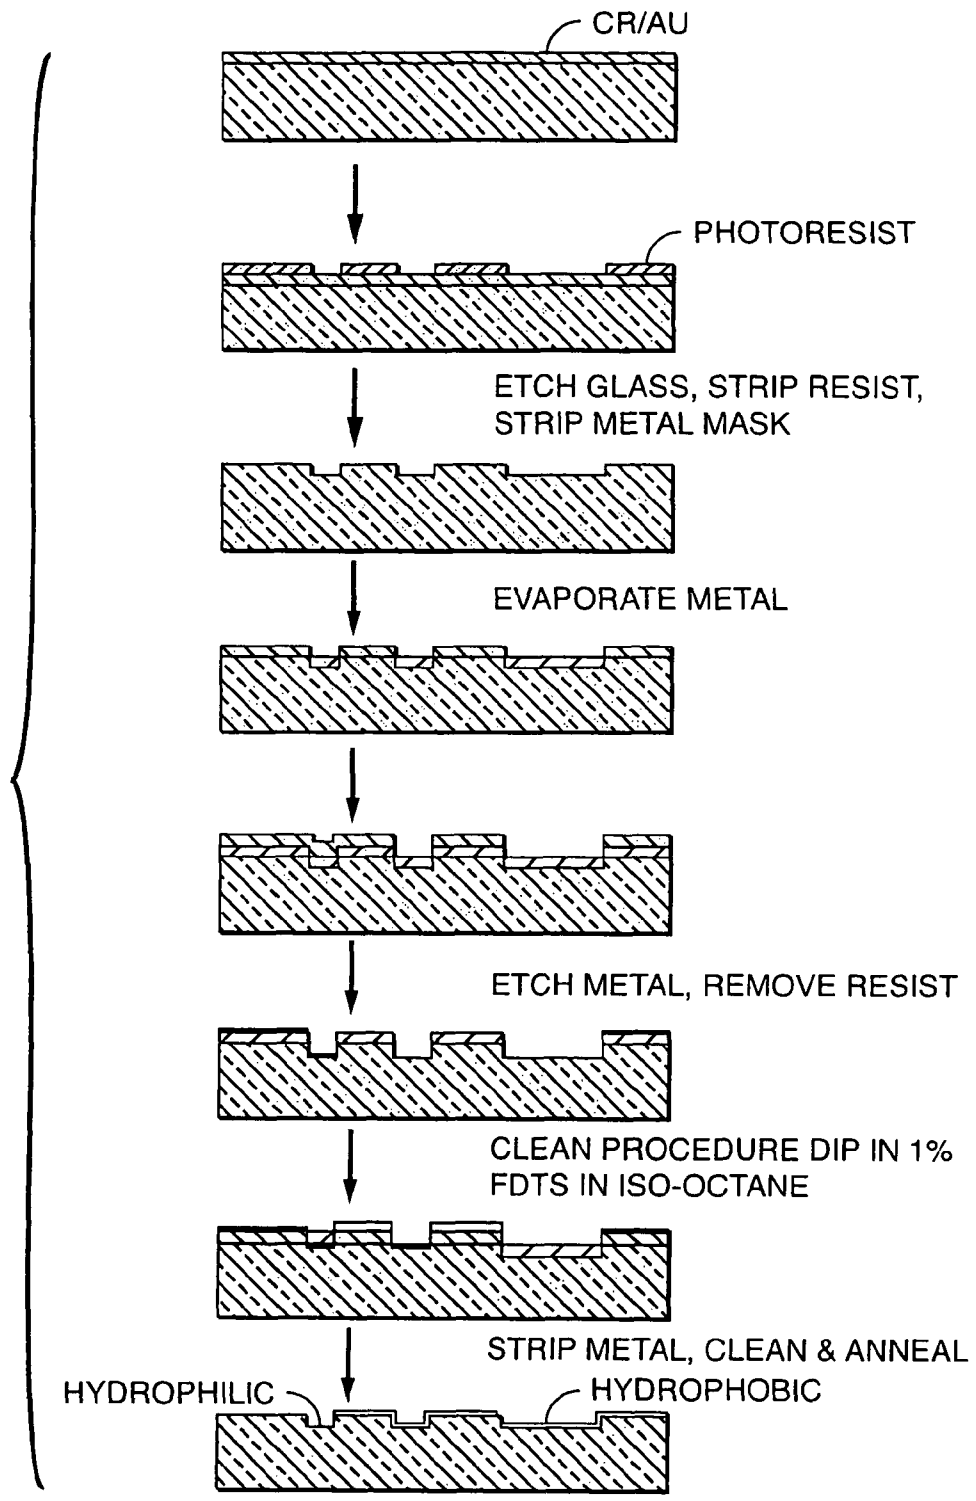 CR/AU
PHOTORESIST
ETCH GLASS, STRIP RESIST,
STRIP METAL MASK
EVAPORATE METAL
ETCH METAL, REMOVE RESIST
CLEAN PROCEDURE DIP IN 1%
FDTS IN ISO-OCTANE
STRIP METAL, CLEAN & ANNEAL
HYDROPHILIC
HYDROPHOBIC